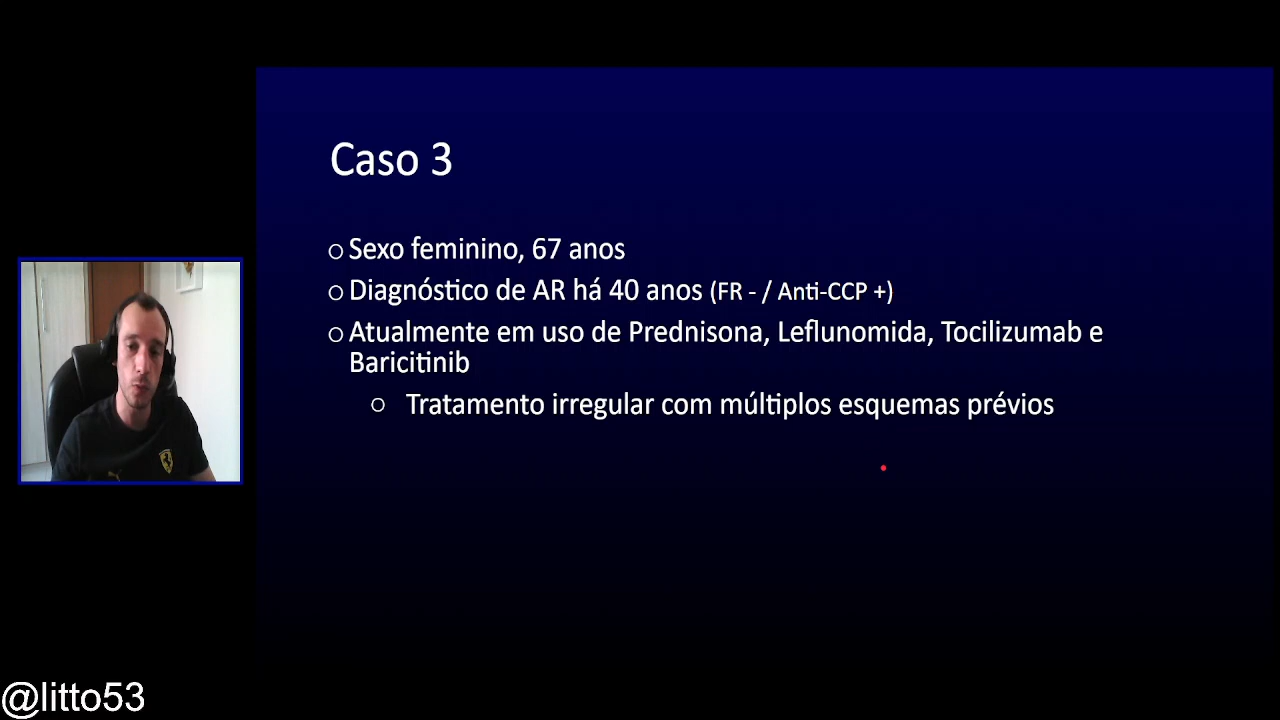 Caso 3
○ Sexo feminino, 67 anos
○ Diagnóstico de AR há 40 anos (FR - / Anti-CCP +)
○ Atualmente em uso de Prednisona, Leflunomida, Tocilizumab e
Baricitinib
○ Tratamento irregular com múltiplos esquemas prévios
@litto53